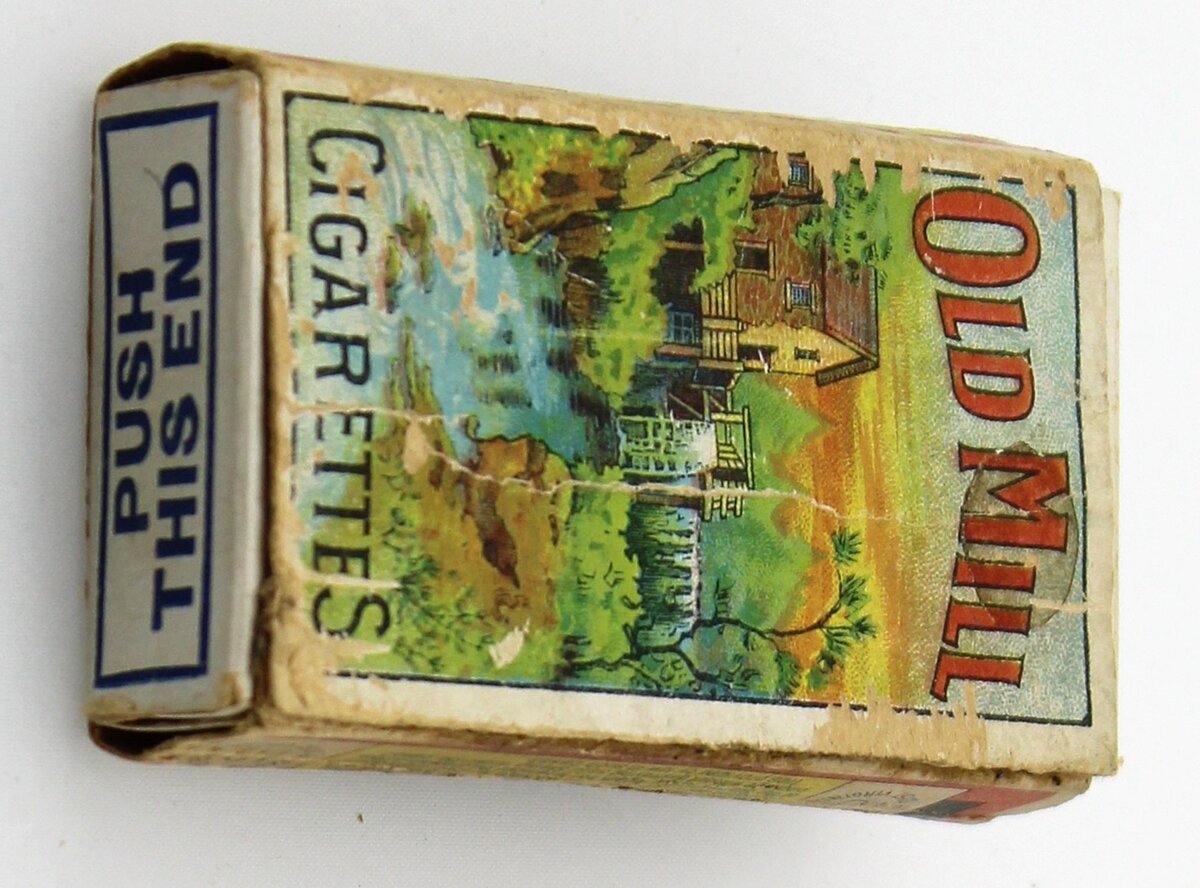 OLD MILL
CIGARETTES
PUSH
THIS END